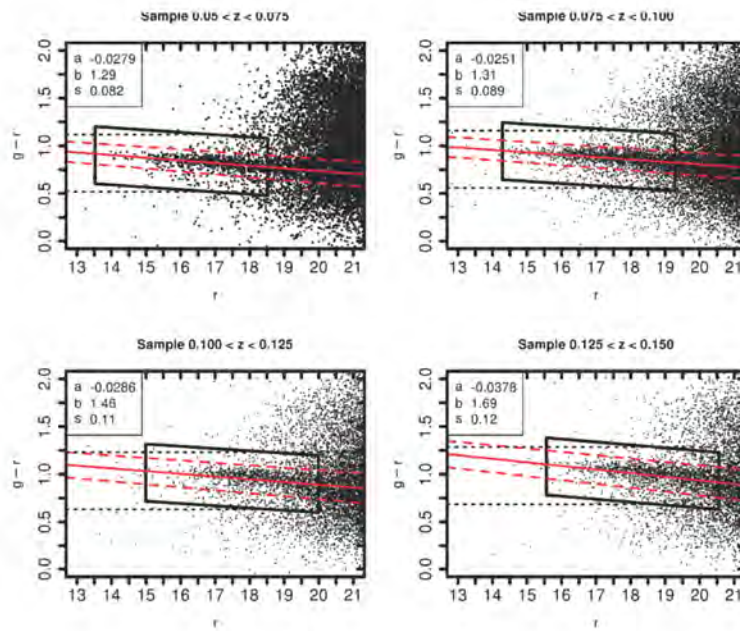 Sample 0.05 < z < 0.075
a -0.0279
b 1.29
s 0.082
g - r
0.0 0.5 1.0 1.5 2.0
13 14 15 16 17 18 19 20 21
r
Sample 0.075 < z < 0.100
a -0.0251
b 1.31
s 0.089
g - r
0.0 0.5 1.0 1.5 2.0
13 14 15 16 17 18 19 20 21
r
Sample 0.100 < z < 0.125
a -0.0286
b 1.46
s 0.11
g - r
0.0 0.5 1.0 1.5 2.0
13 14 15 16 17 18 19 20 21
r
Sample 0.125 < z < 0.150
a -0.0378
b 1.69
s 0.12
g - r
0.0 0.5 1.0 1.5 2.0
13 14 15 16 17 18 19 20 21
r